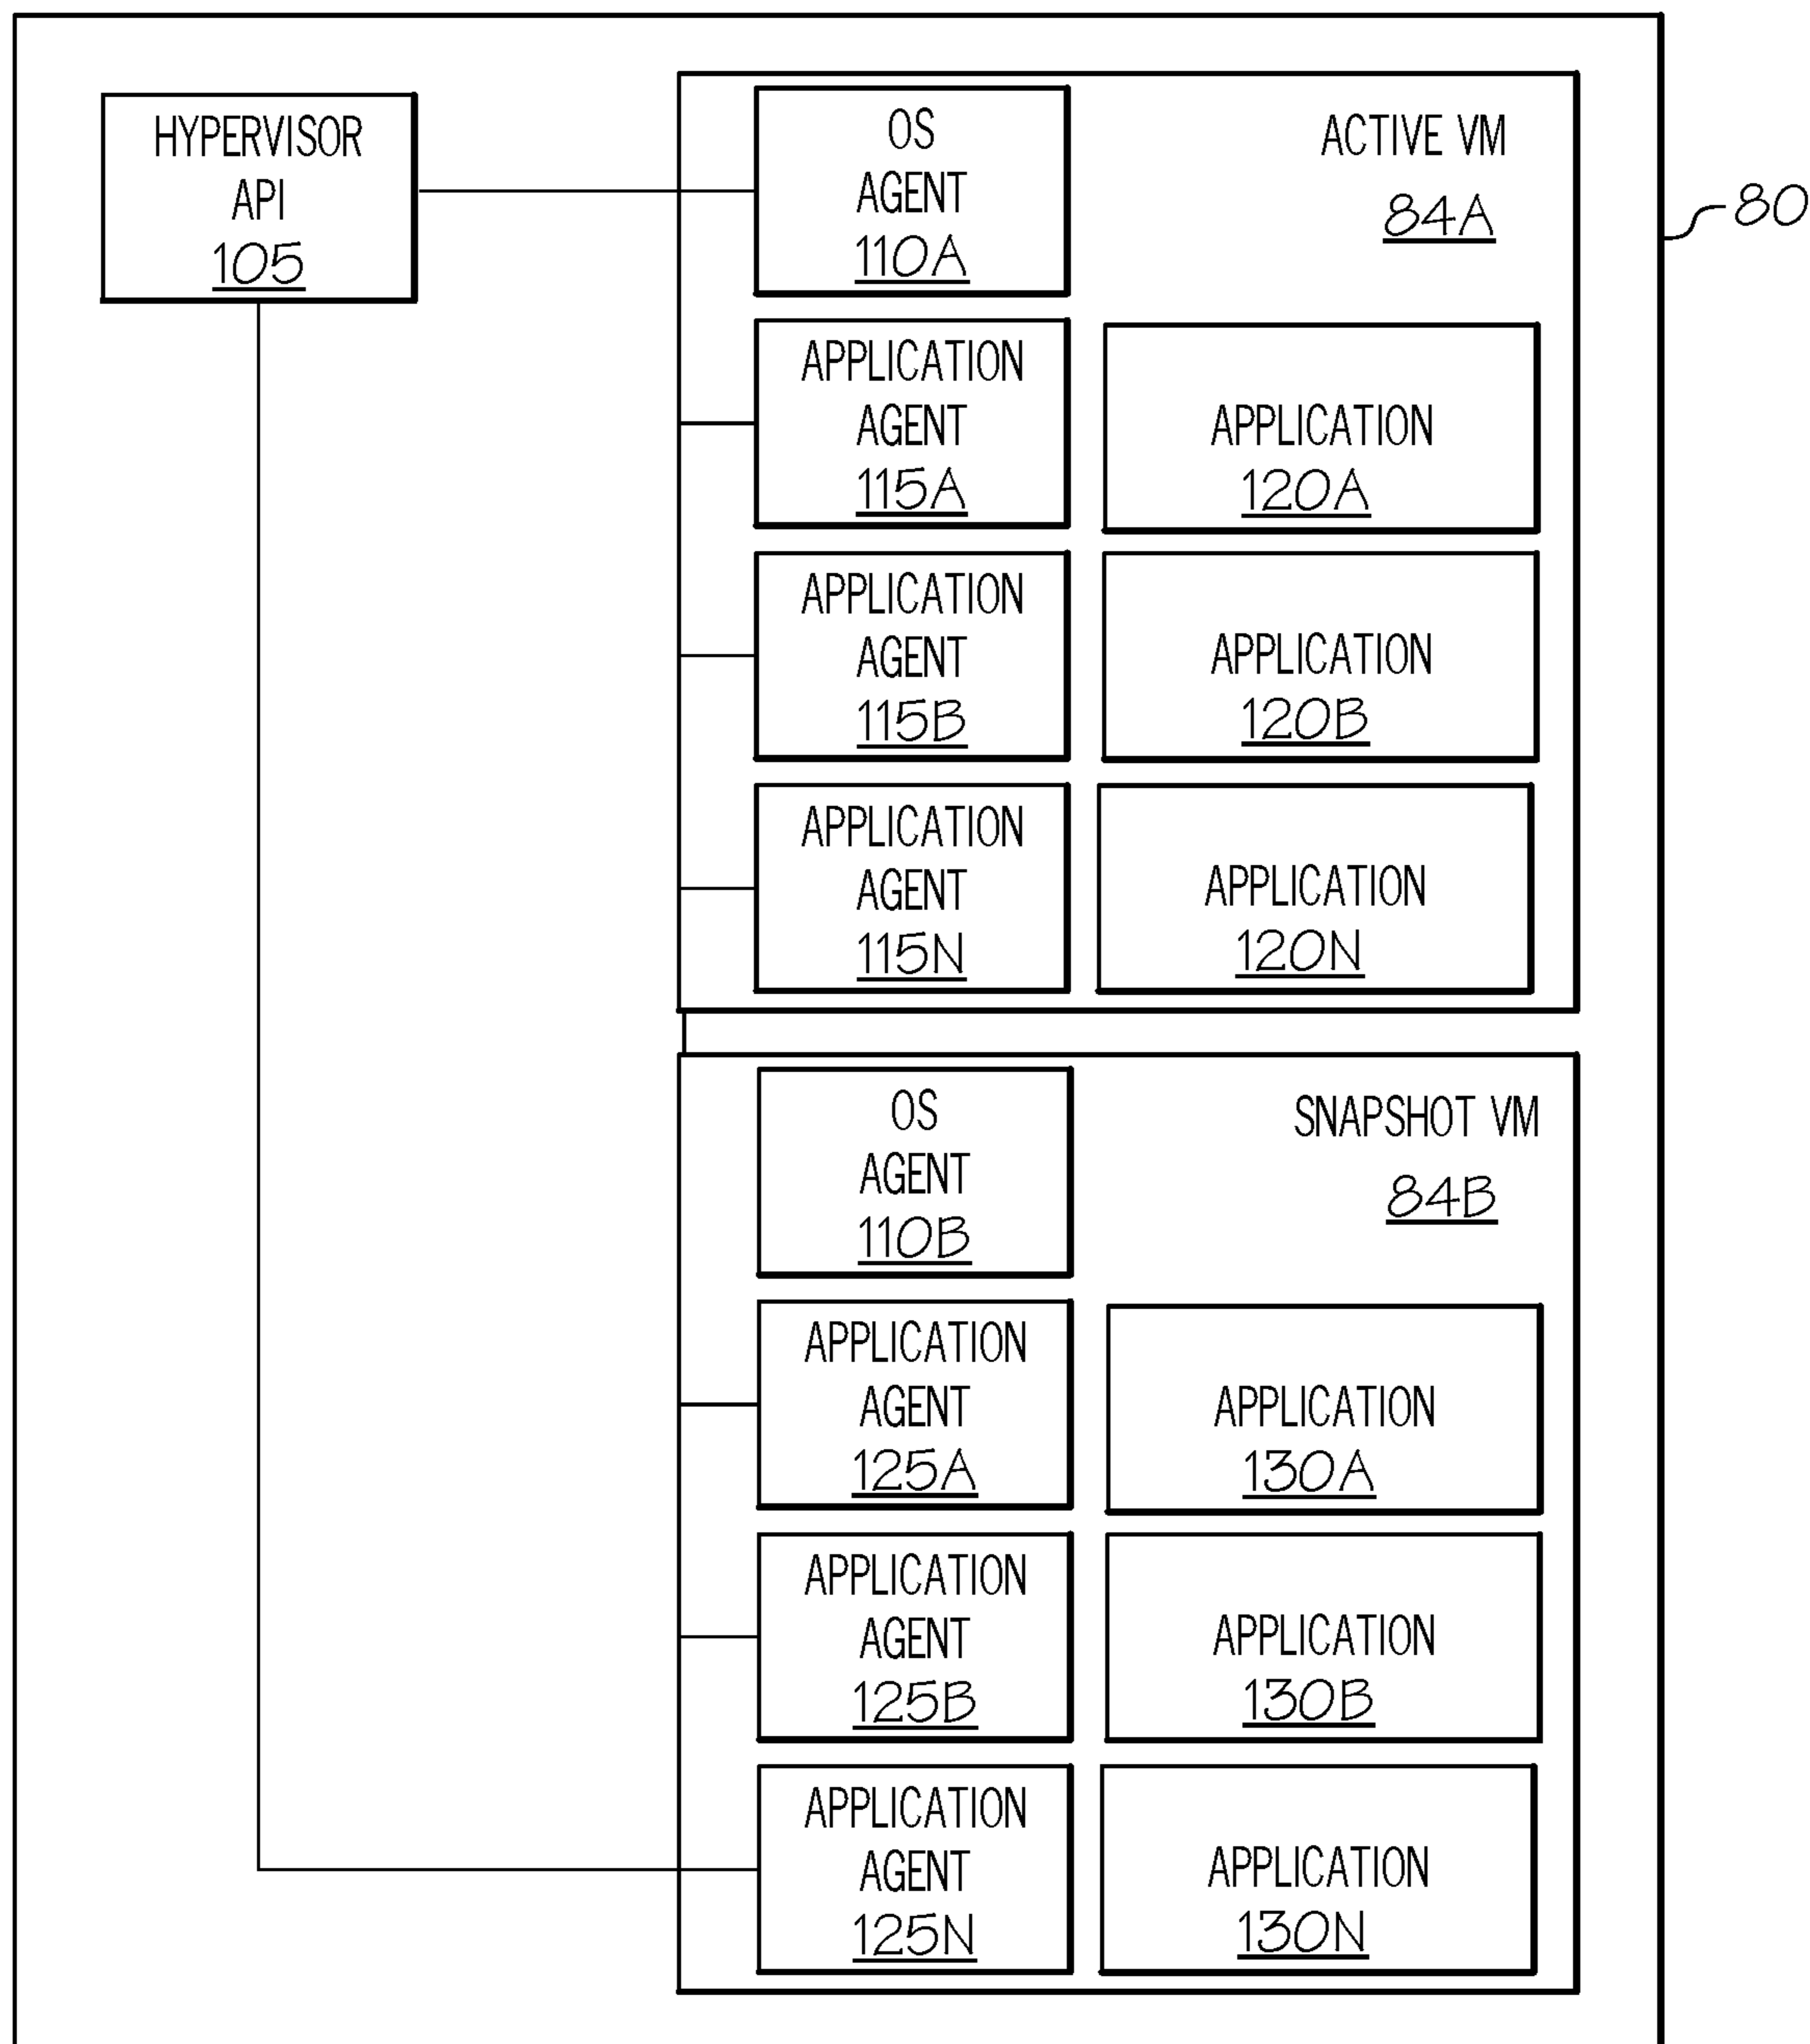 HYPERVISOR
API
105
OS
AGENT
110A
ACTIVE VM
84A
80
APPLICATION
AGENT
115A
APPLICATION
120A
APPLICATION
AGENT
115B
APPLICATION
120B
APPLICATION
AGENT
115N
APPLICATION
120N
OS
AGENT
110B
SNAPSHOT VM
84B
APPLICATION
AGENT
125A
APPLICATION
130A
APPLICATION
AGENT
125B
APPLICATION
130B
APPLICATION
AGENT
125N
APPLICATION
130N